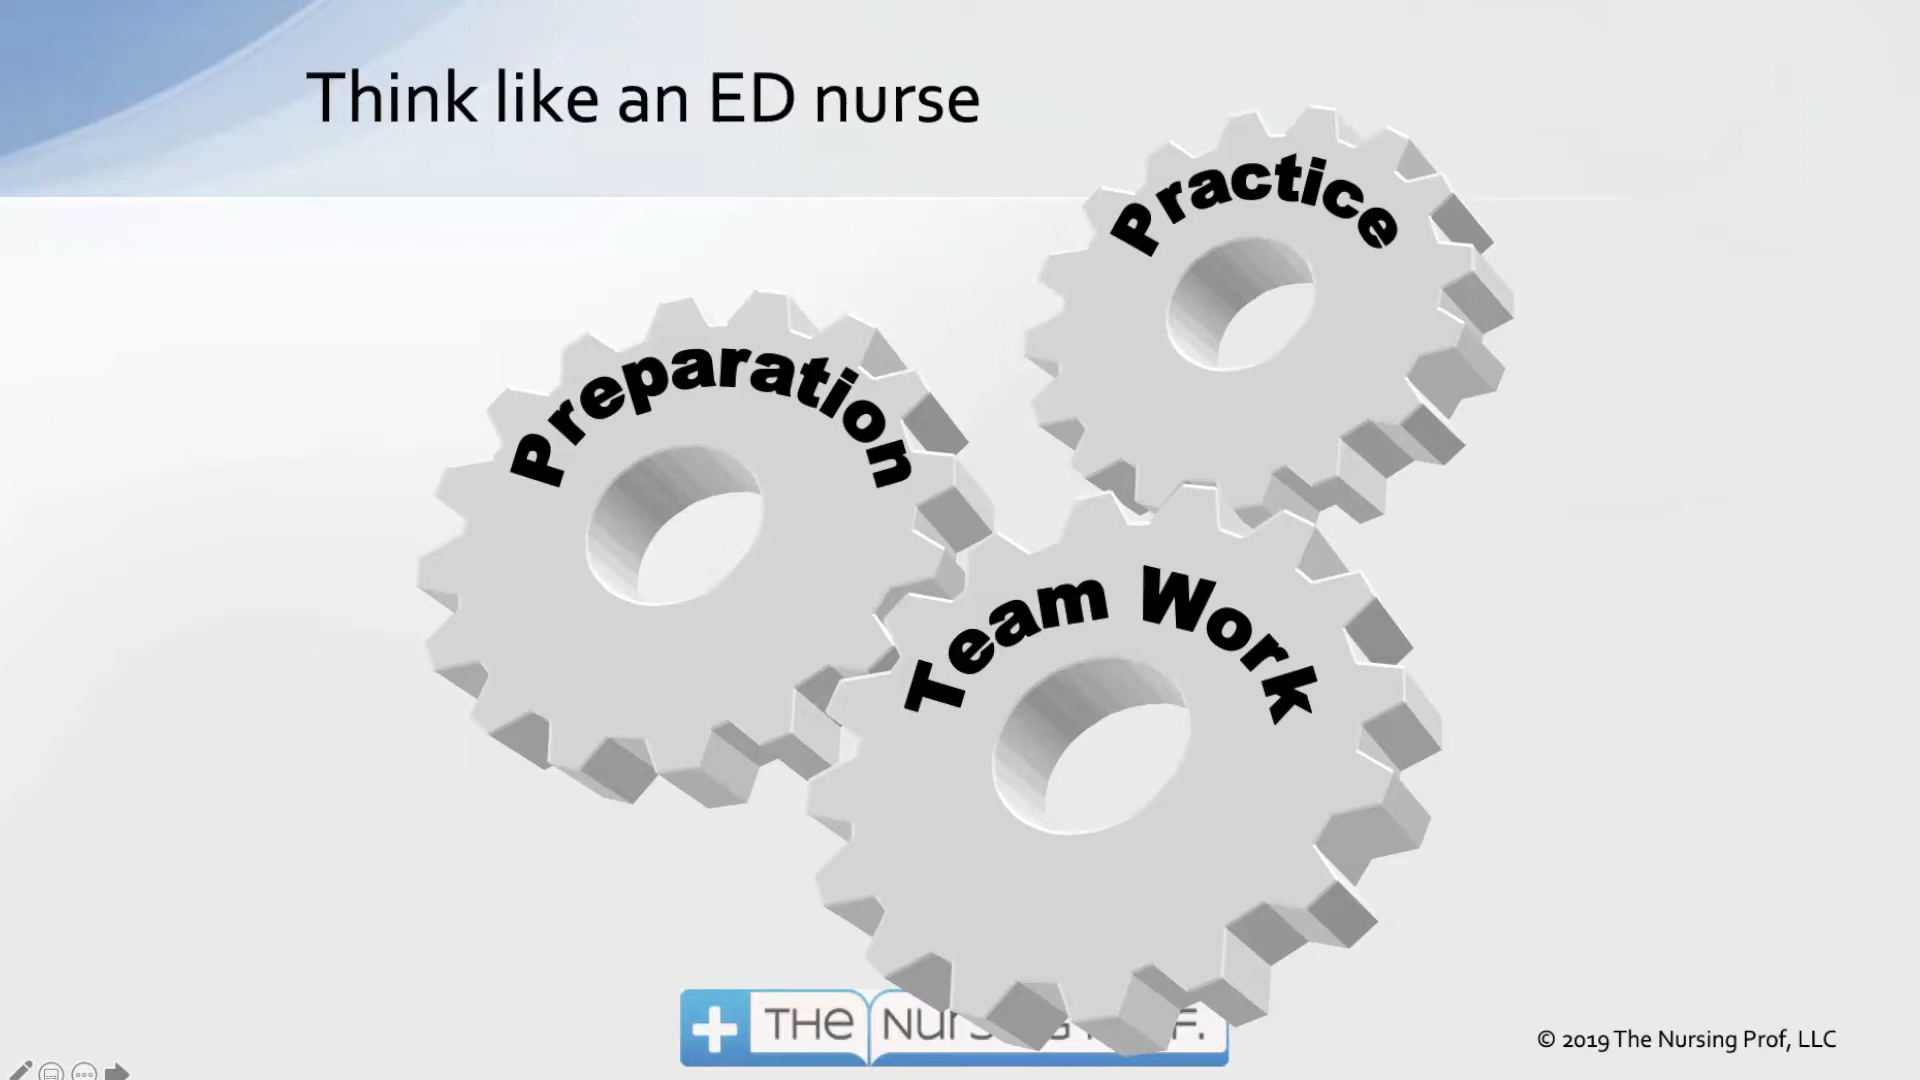 Think like an ED nurse
Practice
Preparation
Team Work
THE
© 2019 The Nursing Prof, LLC